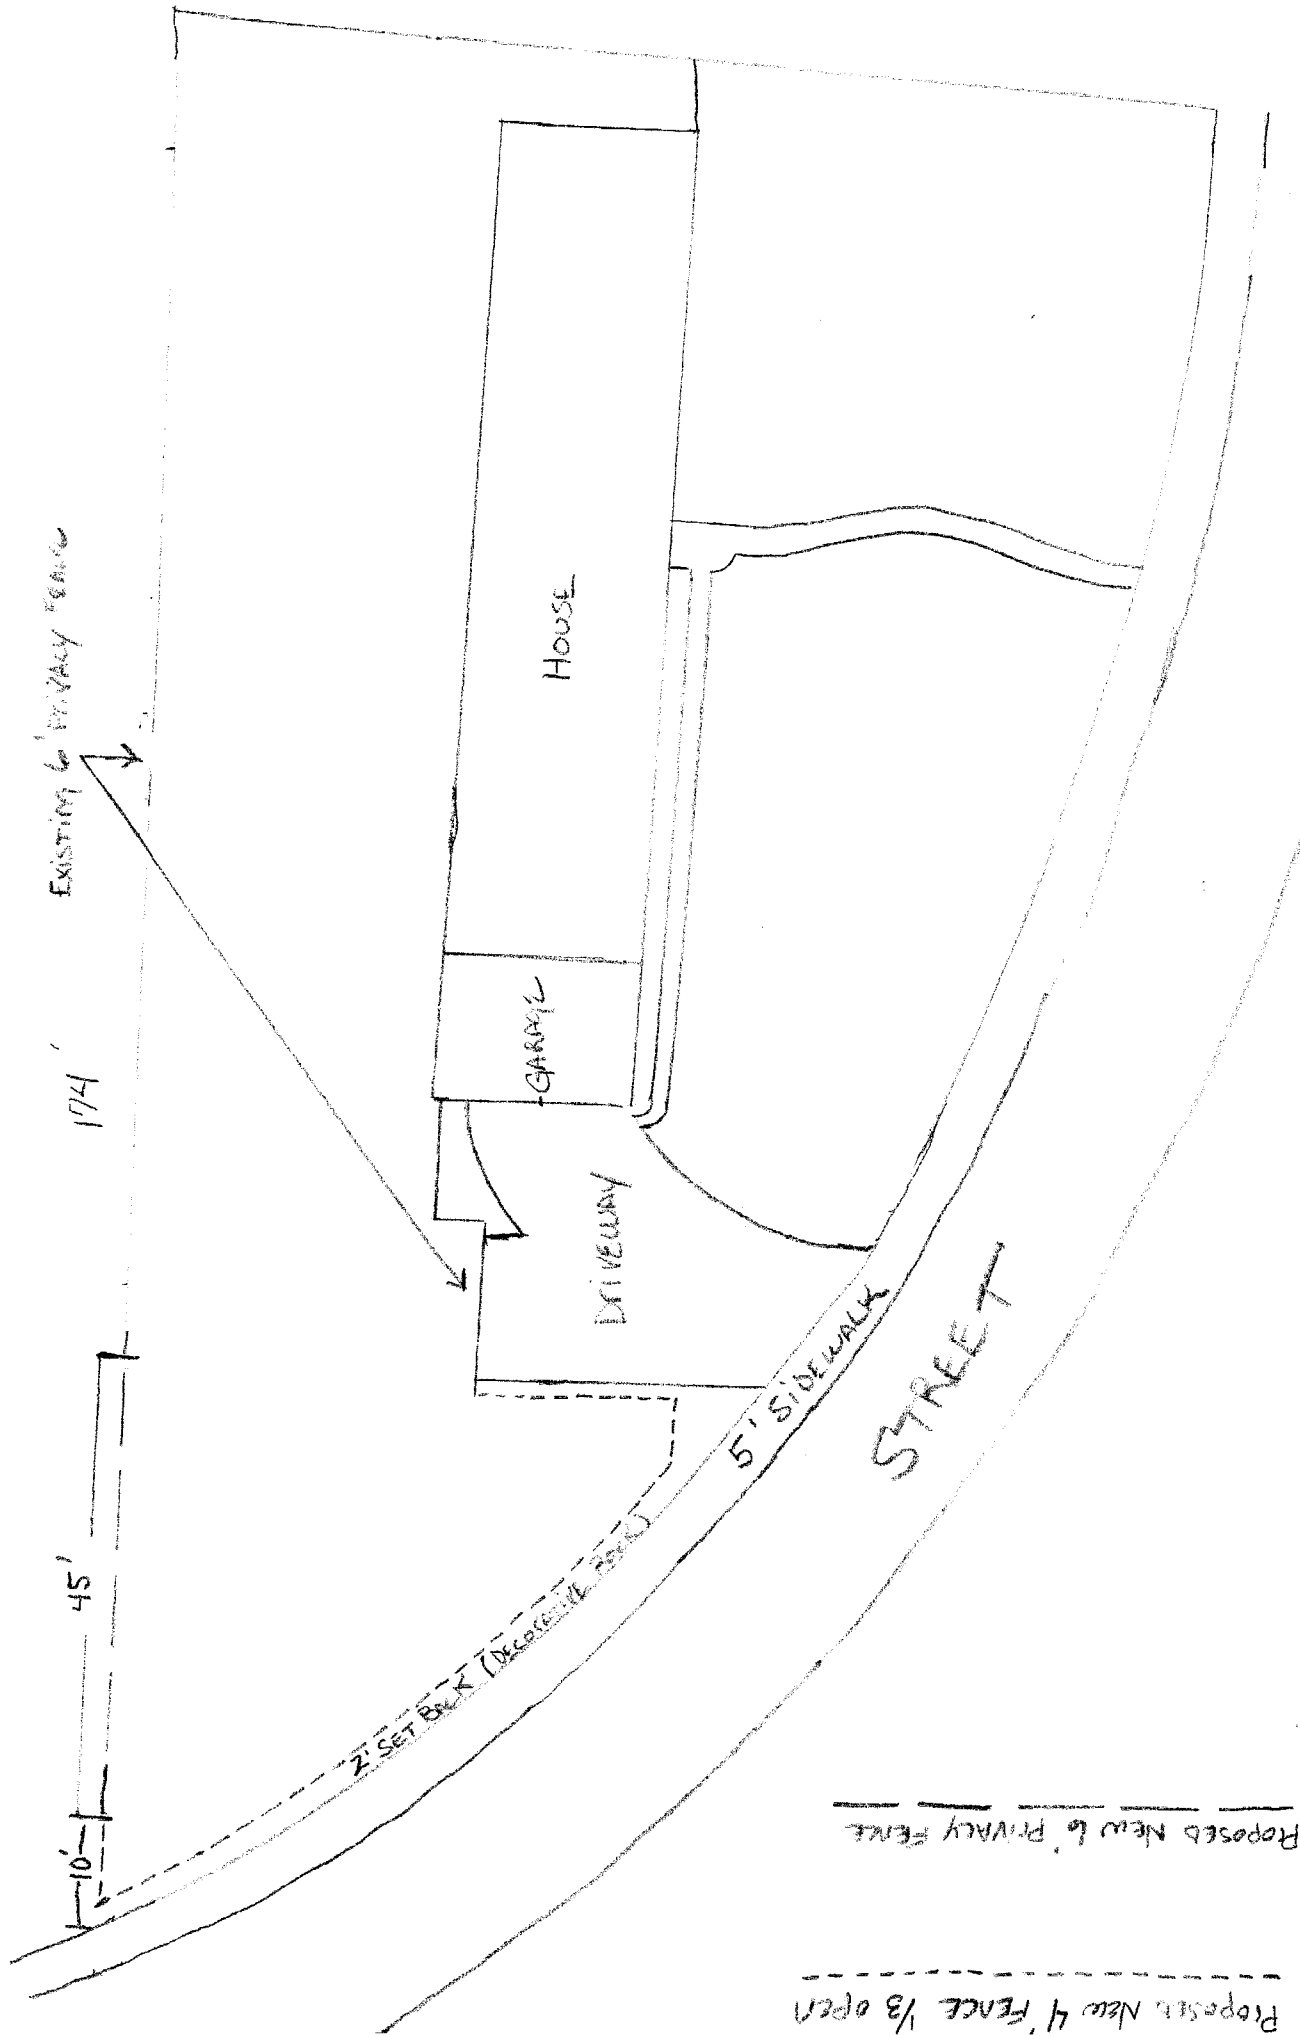 Existing 6' Privacy Fence
174'
45'
10'
HOUSE
GARAGE
DRIVEWAY
5' SIDEWALK
STREET
2' SET BACK (DECORATIVE ROCK)
PROPOSED NEW 6' PRIVACY FENCE
PROPOSED NEW 4' FENCE 1/3 OPEN